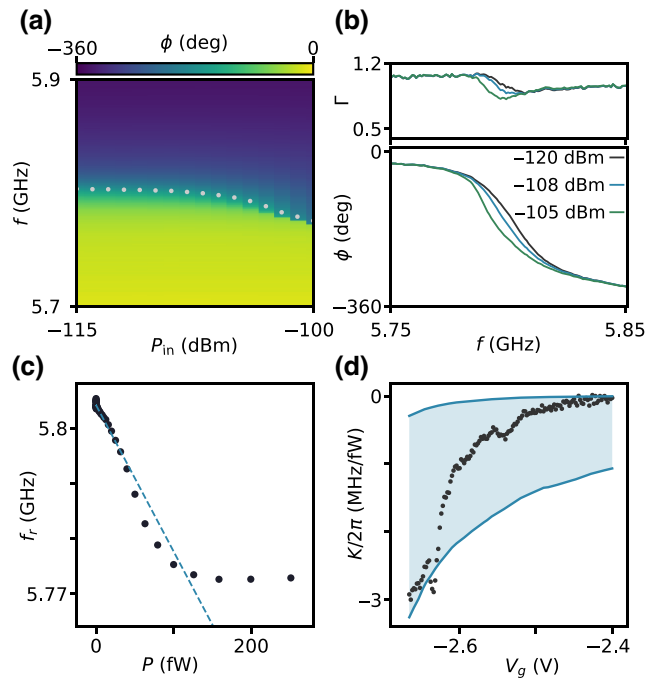 (a)
−360
ϕ (deg)
0
5.9
f (GHz)
5.7
−115
P_in (dBm)
−100
(b)
1.2
Γ
0.5
0
−120 dBm
−108 dBm
−105 dBm
ϕ (deg)
−360
5.75
f (GHz)
5.85
(c)
5.8
f_r (GHz)
5.77
0
100
200
P (fW)
(d)
0
K/2π (MHz/fW)
−3
−2.6
−2.4
V_g (V)